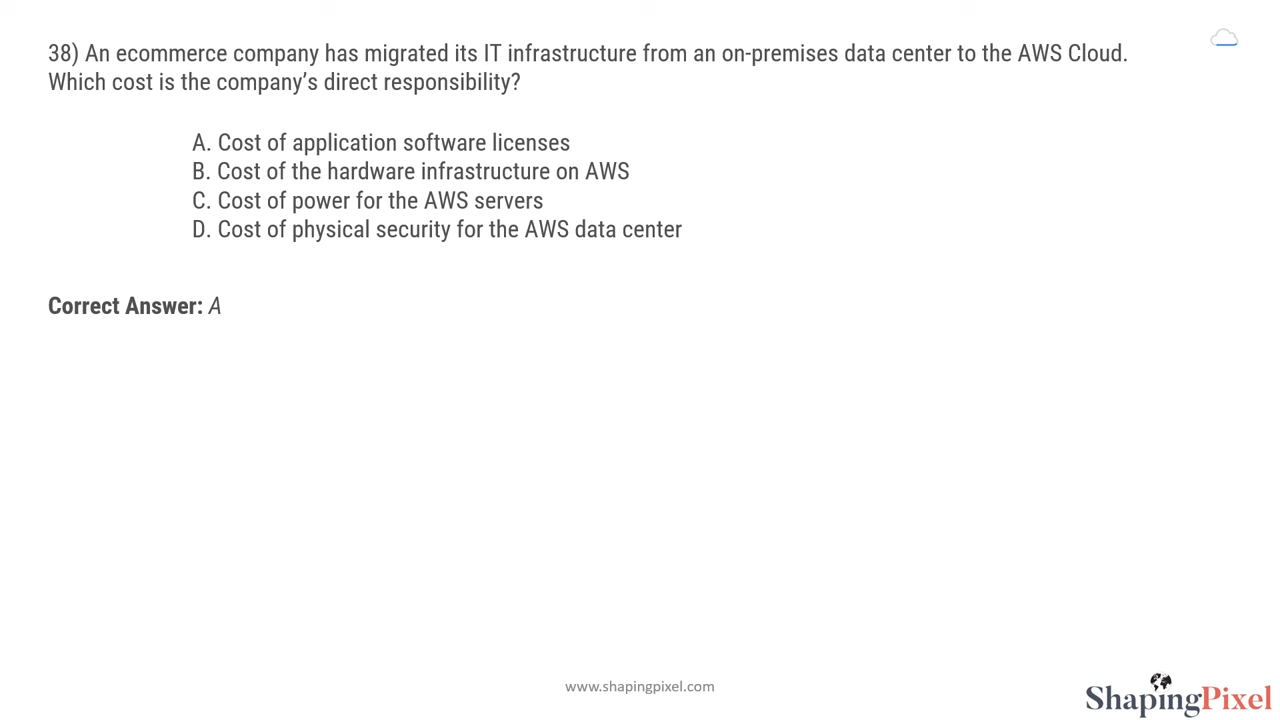 38) An ecommerce company has migrated its IT infrastructure from an on-premises data center to the AWS Cloud.
Which cost is the company’s direct responsibility?
A. Cost of application software licenses
B. Cost of the hardware infrastructure on AWS
C. Cost of power for the AWS servers
D. Cost of physical security for the AWS data center
Correct Answer: A
www.shapingpixel.com
ShapingPixel